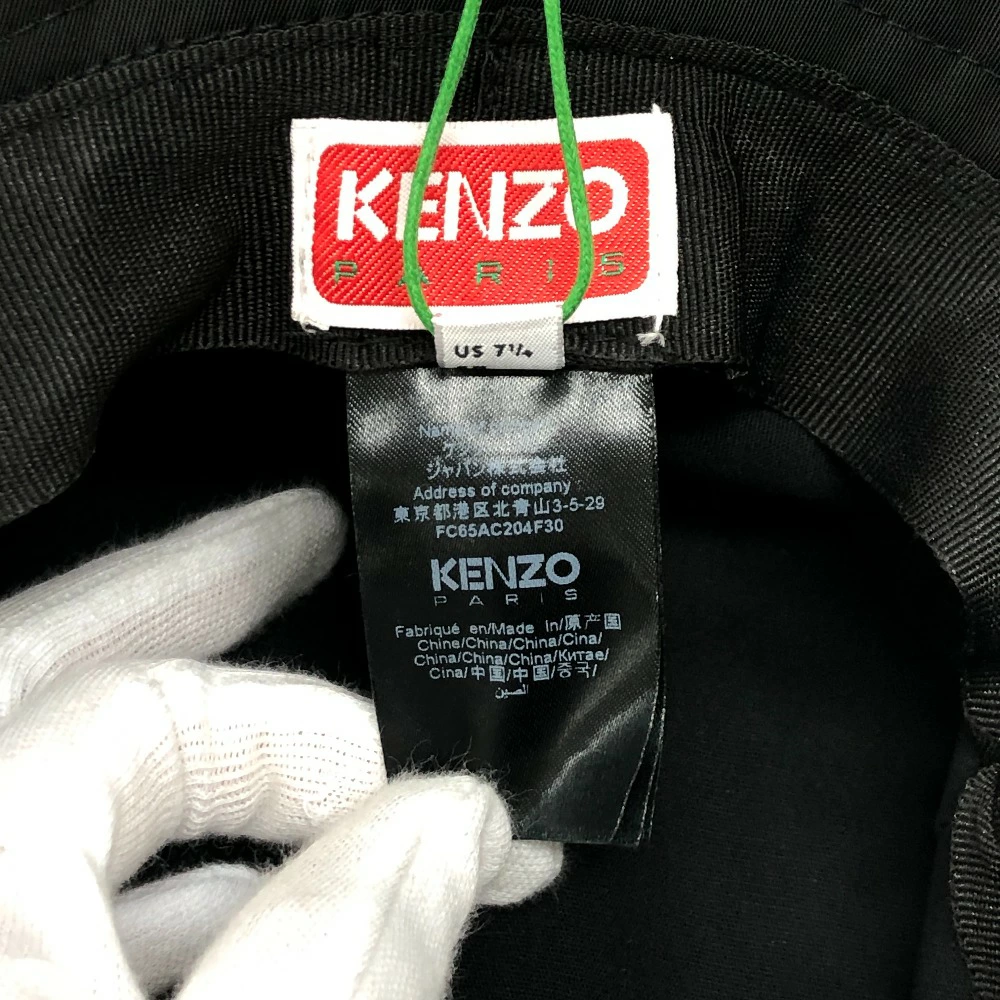 KENZO
PARIS
US 7 1/4
ジャパン株式会社
Address of company
東京都港区北青山3-5-29
FC65AC204F30
KENZO
PARIS
Fabriqué en/Made In/原产国
Chine/China/China/Cina/
China/China/China/Китае/
Cina/中国/中国/중국/
الصين